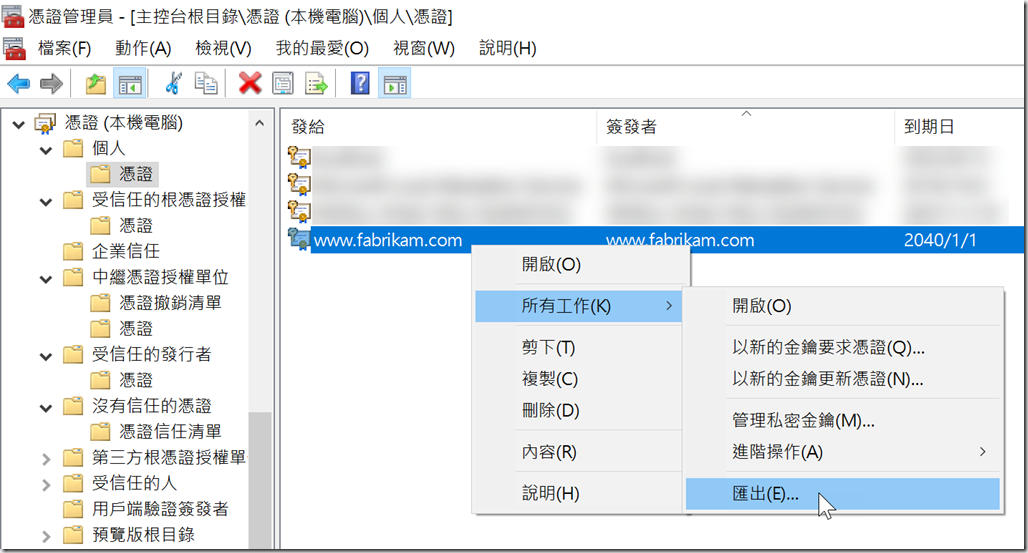 憑證管理員 - [主控台根目錄\憑證 (本機電腦)\個人\憑證]
檔案(F) 動作(A) 檢視(V) 我的最愛(O) 視窗(W) 說明(H)
憑證 (本機電腦)
個人
憑證
受信任的根憑證授權
憑證
企業信任
中繼憑證授權單位
憑證撤銷清單
憑證
受信任的發行者
憑證
沒有信任的憑證
憑證信任清單
第三方根憑證授權單
受信任的人
用戶端驗證簽發者
預覽版根目錄
發給 簽發者 到期日
www.fabrikam.com www.fabrikam.com 2040/1/1
開啟(O)
所有工作(K)
剪下(T)
複製(C)
刪除(D)
內容(R)
說明(H)
開啟(O)
以新的金鑰要求憑證(Q)...
以新的金鑰更新憑證(N)...
管理私密金鑰(M)...
進階操作(A)
匯出(E)...